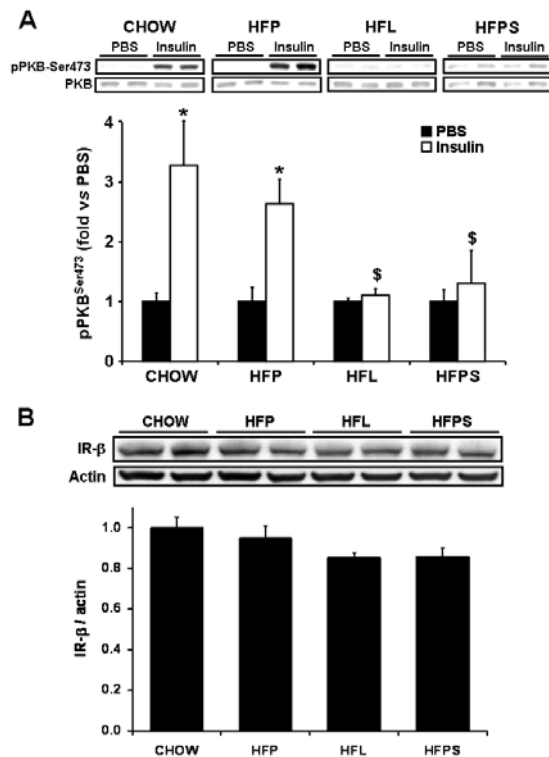 A
CHOW HFP HFL HFPS
PBS Insulin PBS Insulin PBS Insulin PBS Insulin
pPKB-Ser473
PKB
pPKB^Ser473 (fold vs PBS)
4
3
2
1
0
* * $ $
PBS
Insulin
CHOW HFP HFL HFPS
B
CHOW HFP HFL HFPS
IR-β
Actin
IR-β / actin
1.0
0.8
0.6
0.4
0.2
0.0
CHOW HFP HFL HFPS